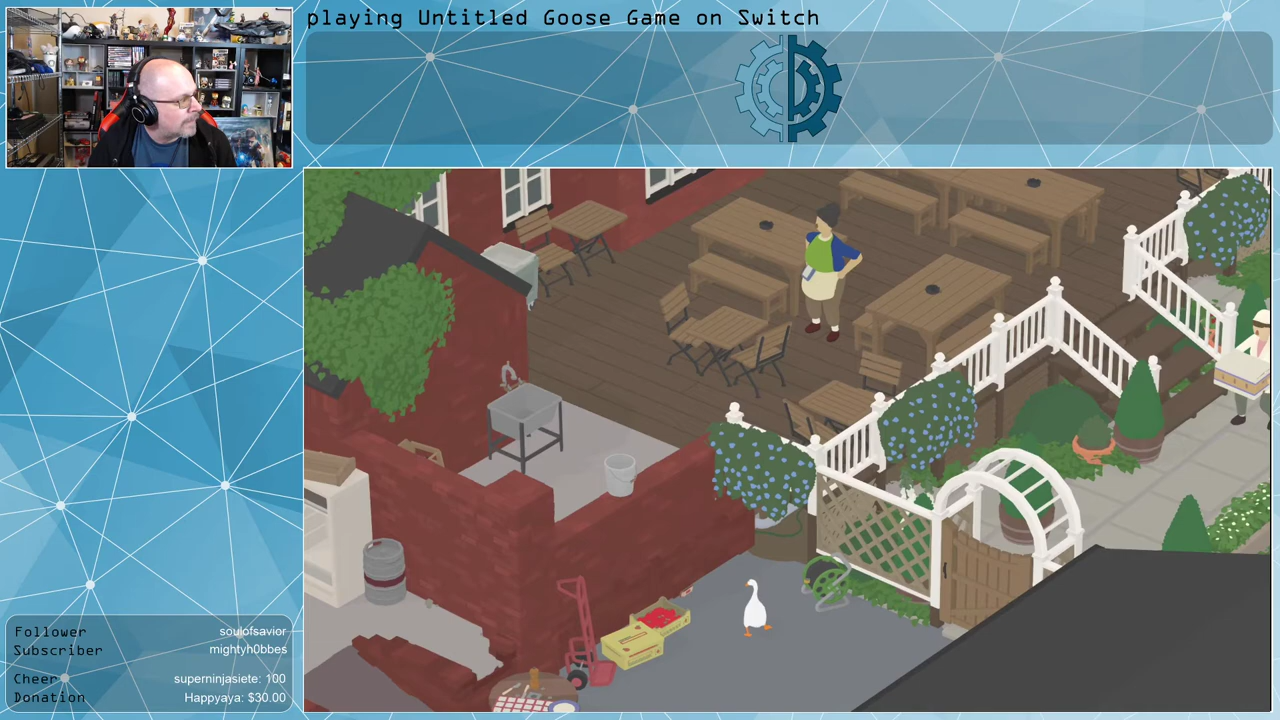 playing Untitled Goose Game on Switch
Follower soulofsavior
Subscriber mightyh0bbes
Cheer superninjasiete: 100
Donation Happyaya: $30.00